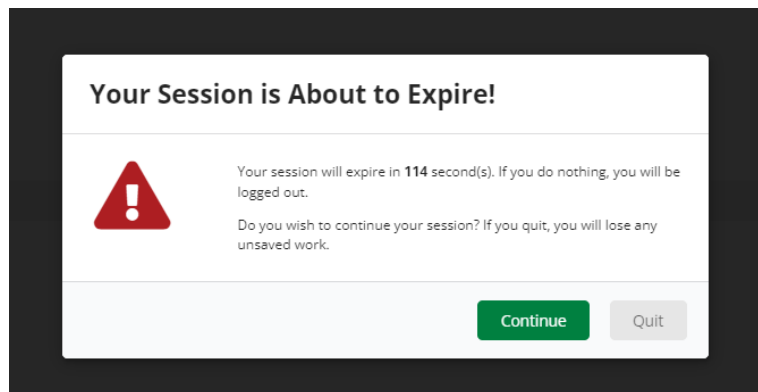 Your Session is About to Expire!
Your session will expire in 114 second(s). If you do nothing, you will be
logged out.
Do you wish to continue your session? If you quit, you will lose any
unsaved work.
Continue
Quit